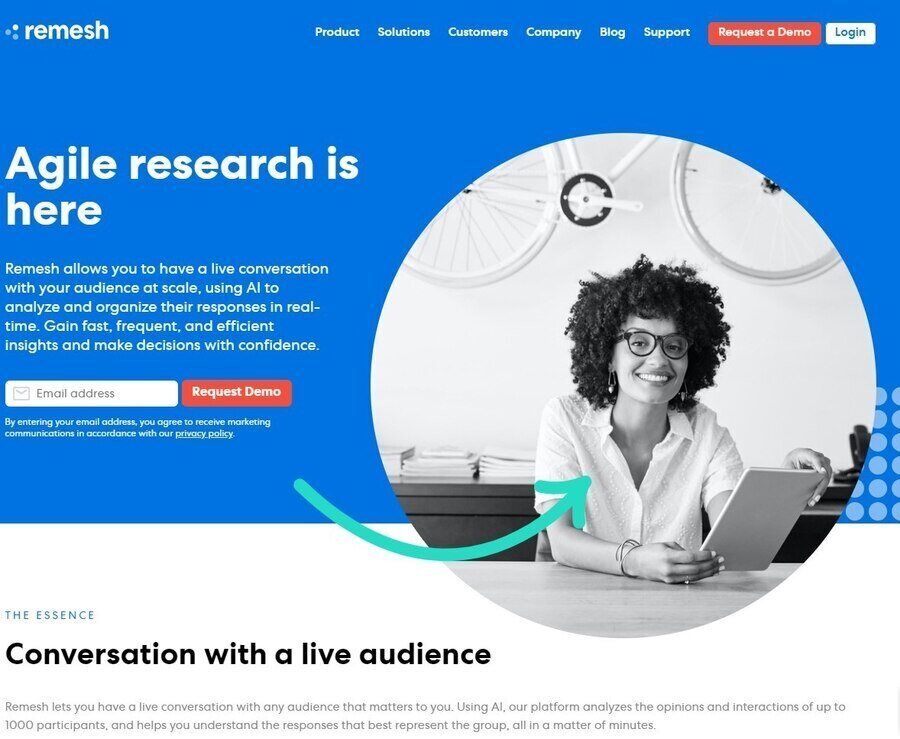 remesh
Product Solutions Customers Company Blog Support Request a Demo Login
Agile research is
here
Remesh allows you to have a live conversation
with your audience at scale, using AI to
analyze and organize their responses in real-
time. Gain fast, frequent, and efficient
insights and make decisions with confidence.
Email address Request Demo
By entering your email address, you agree to receive marketing
communications in accordance with our privacy policy.
THE ESSENCE
Conversation with a live audience
Remesh lets you have a live conversation with any audience that matters to you. Using AI, our platform analyzes the opinions and interactions of up to
1000 participants, and helps you understand the responses that best represent the group, all in a matter of minutes.